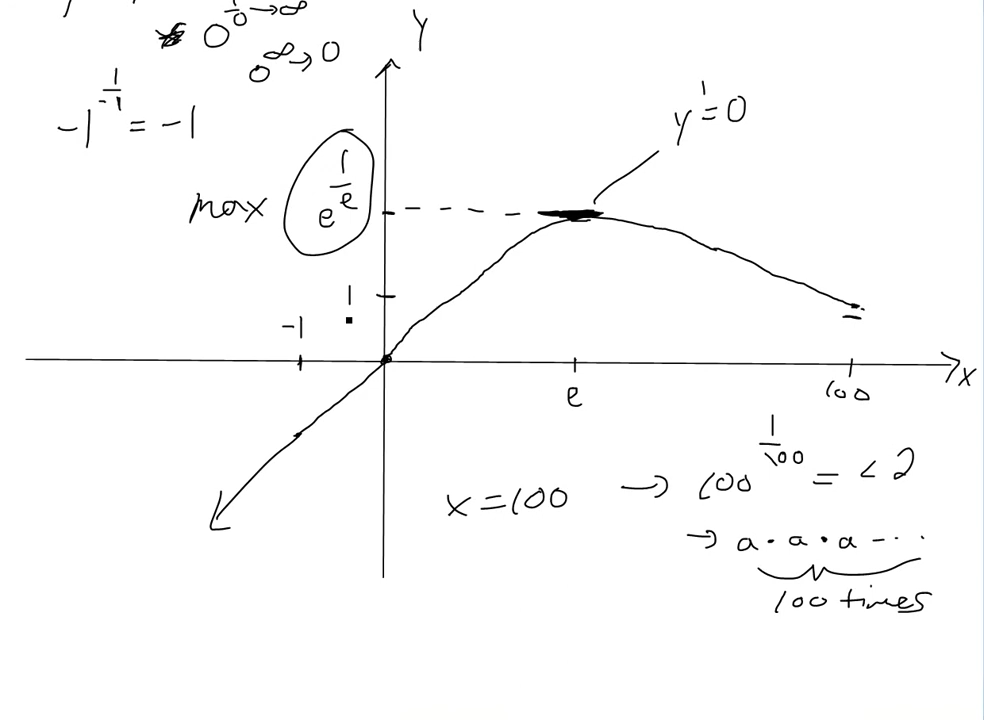 0^(1/0) → ∞
0^∞ → 0
-1^(1/-1) = -1
Y
y' = 0
max e^(1/e)
1
-1
e
100
X
x = 100 → 100^(1/100) = < 2
→ a · a · a - · ·
100 times